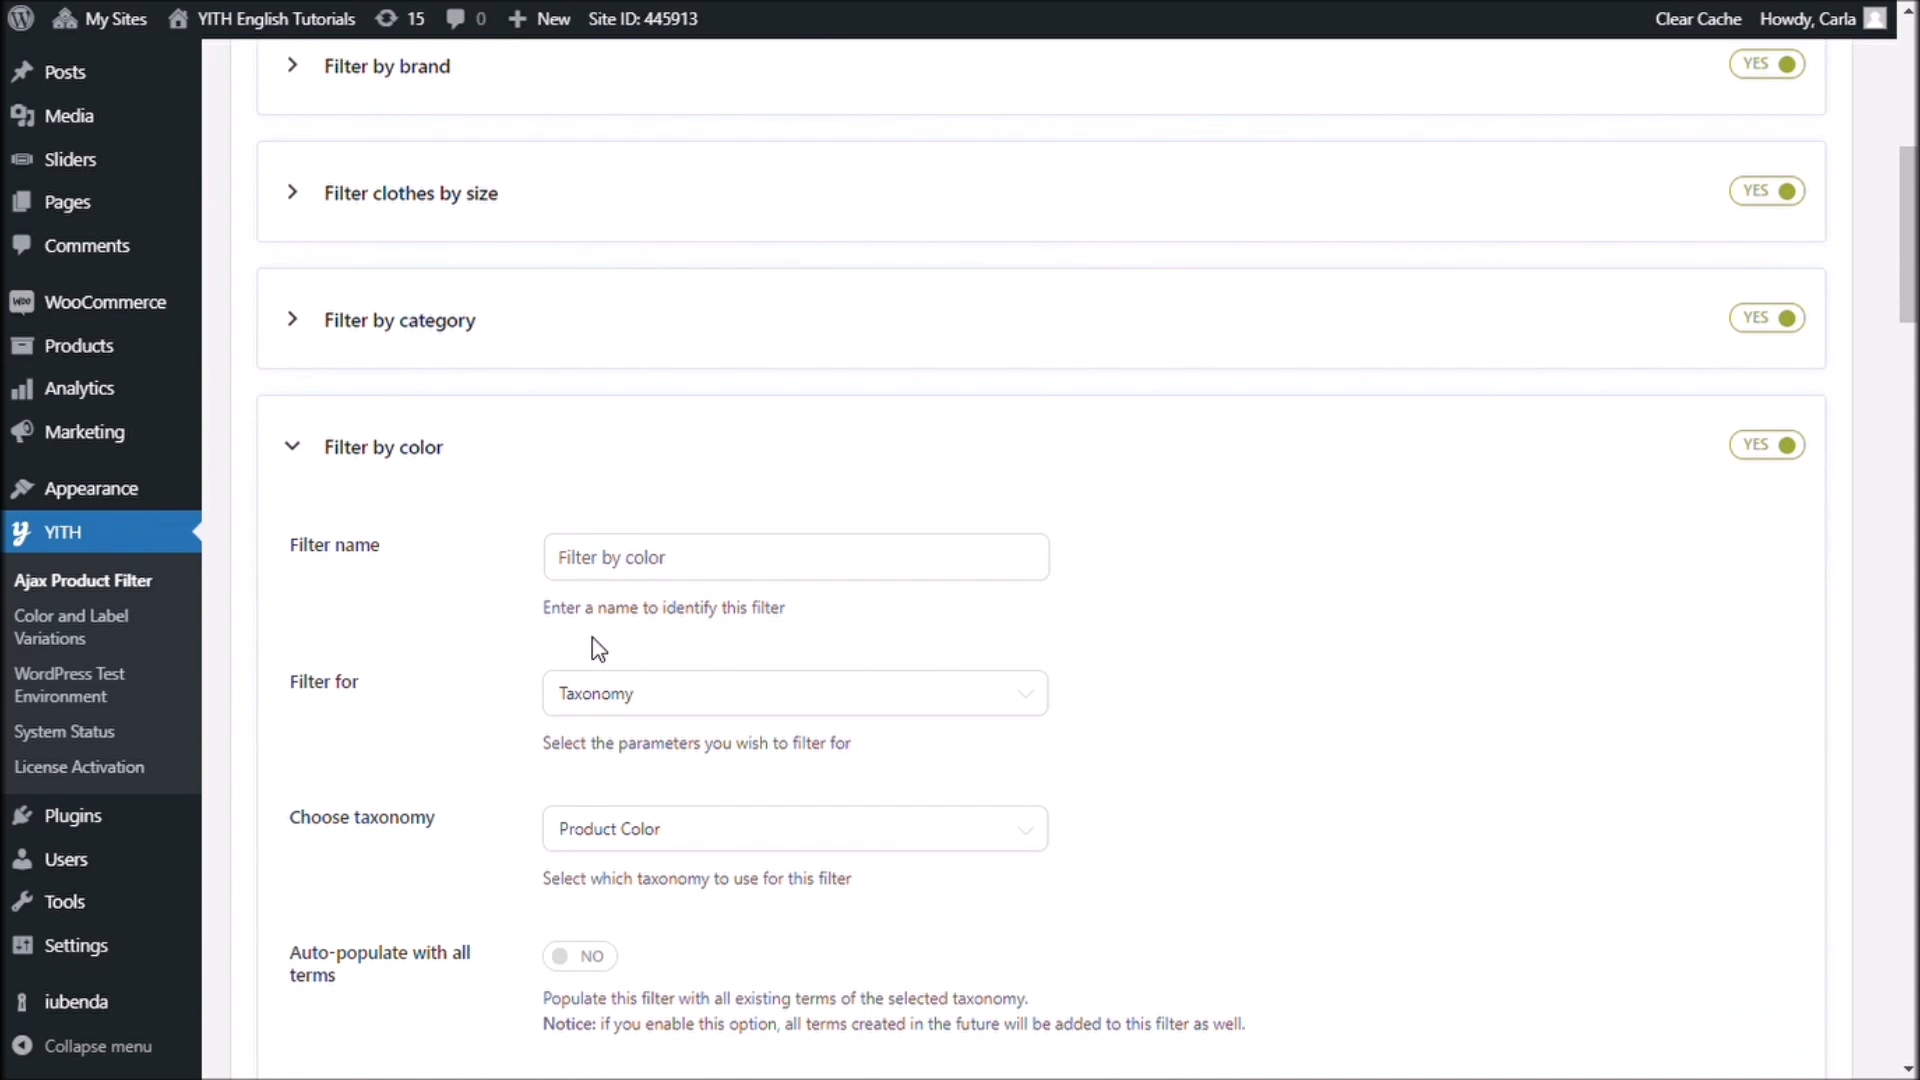 My Sites YITH English Tutorials 15 0 New Site ID: 445913 Clear Cache Howdy, Carla
Posts
Media
Sliders
Pages
Comments
WooCommerce
Products
Analytics
Marketing
Appearance
YITH
Ajax Product Filter
Color and Label
Variations
WordPress Test
Environment
System Status
License Activation
Plugins
Users
Tools
Settings
iubenda
Collapse menu
Filter by brand YES
Filter clothes by size YES
Filter by category YES
Filter by color YES
Filter name Filter by color
Enter a name to identify this filter
Filter for Taxonomy
Select the parameters you wish to filter for
Choose taxonomy Product Color
Select which taxonomy to use for this filter
Auto-populate with all
terms
NO
Populate this filter with all existing terms of the selected taxonomy.
Notice: if you enable this option, all terms created in the future will be added to this filter as well.